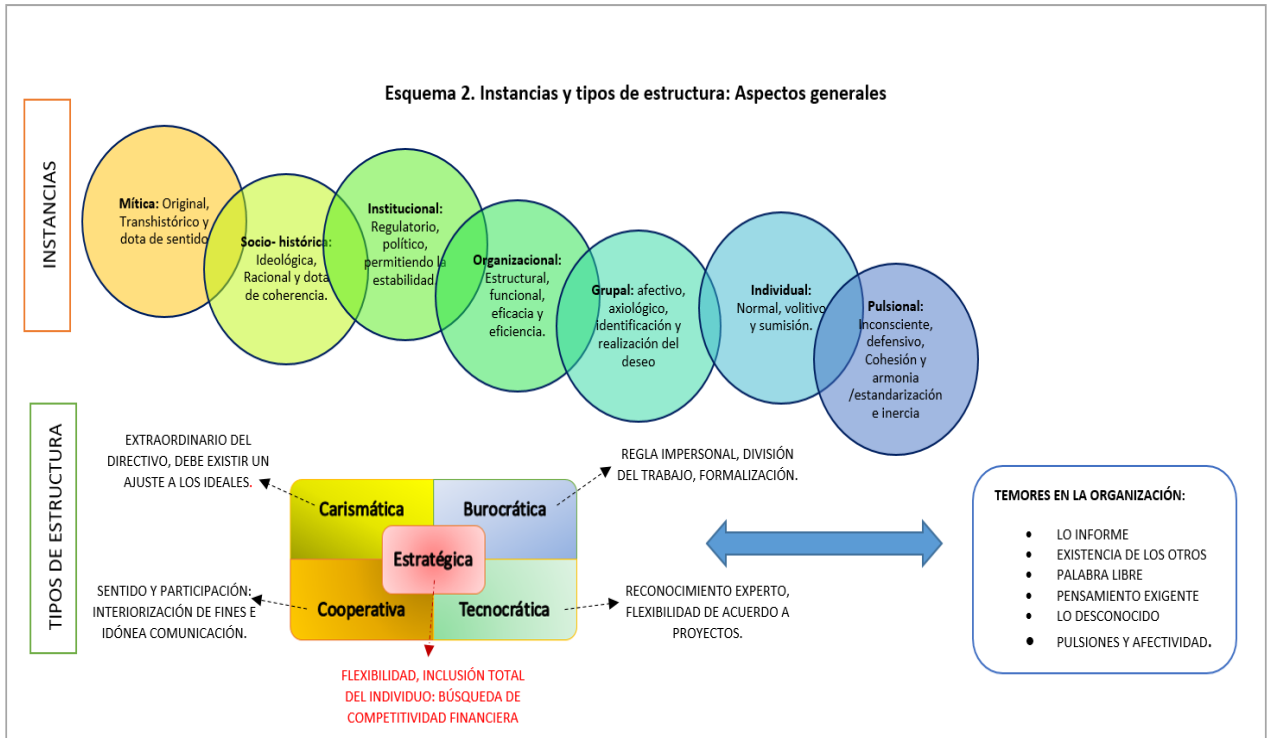 Esquema 2. Instancias y tipos de estructura: Aspectos generales
INSTANCIAS
Mítica: Original,
Transhistórico y
dota de sentido
Socio- histórica:
Ideológica,
Racional y dota
de coherencia.
Institucional:
Regulatorio,
político,
permitiendo la
estabilidad.
Organizacional:
Estructural,
funcional,
eficacia y
eficiencia.
Grupal: afectivo,
axiológico,
identificación y
realización del
deseo
Individual:
Normal, volitivo
y sumisión.
Pulsional:
Inconsciente,
defensivo,
Cohesión y
armonia
/estandarización
e inercia
TIPOS DE ESTRUCTURA
EXTRAORDINARIO DEL
DIRECTIVO, DEBE EXISTIR UN
AJUSTE A LOS IDEALES.
REGLA IMPERSONAL, DIVISIÓN
DEL TRABAJO, FORMALIZACIÓN.
Carismática
Burocrática
Estratégica
Cooperativa
Tecnocrática
SENTIDO Y PARTICIPACIÓN:
INTERIORIZACIÓN DE FINES E
IDÓNEA COMUNICACIÓN.
RECONOCIMIENTO EXPERTO,
FLEXIBILIDAD DE ACUERDO A
PROYECTOS.
FLEXIBILIDAD, INCLUSIÓN TOTAL
DEL INDIVIDUO: BÚSQUEDA DE
COMPETITIVIDAD FINANCIERA
TEMORES EN LA ORGANIZACIÓN:
• LO INFORME
• EXISTENCIA DE LOS OTROS
• PALABRA LIBRE
• PENSAMIENTO EXIGENTE
• LO DESCONOCIDO
• PULSIONES Y AFECTIVIDAD.